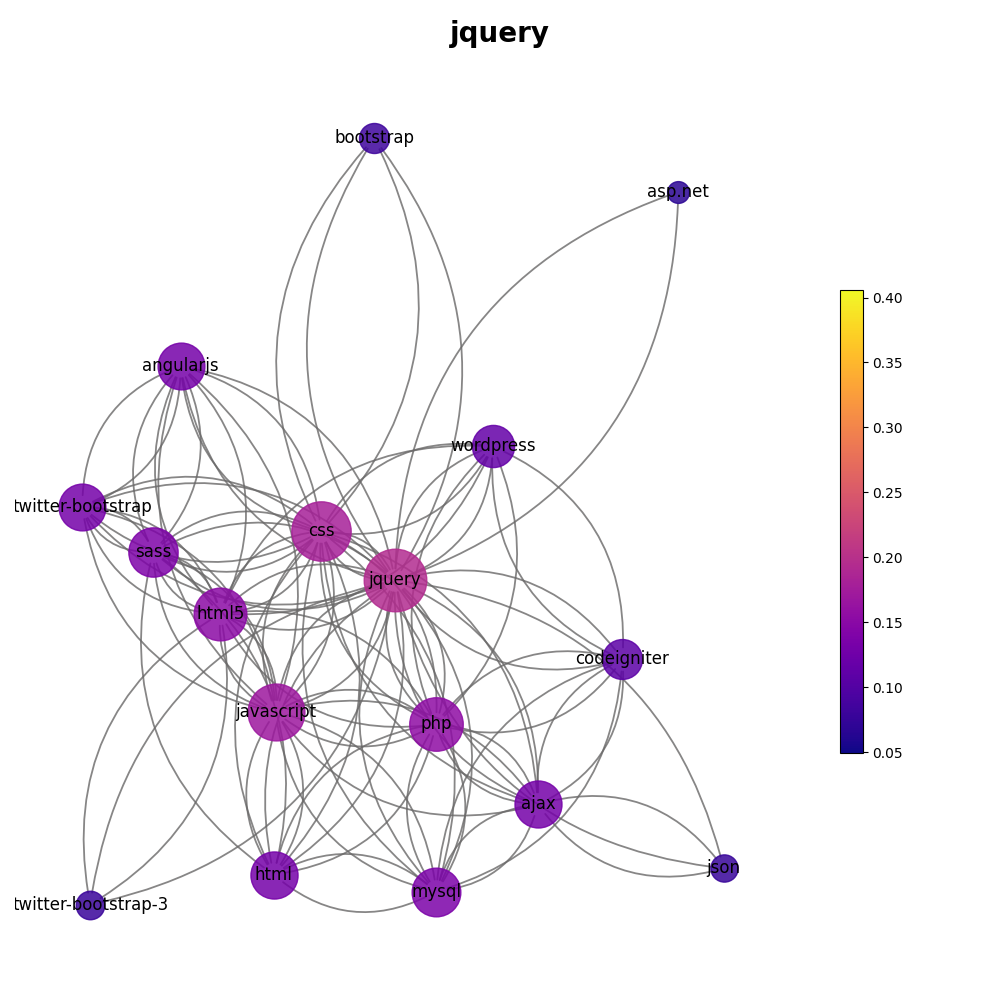 jquery
bootstrap
asp.net
angularjs
wordpress
twitter-bootstrap
css
sass
jquery
html5
codeigniter
javascript
php
ajax
html
mysql
json
twitter-bootstrap-3
0.40
0.35
0.30
0.25
0.20
0.15
0.10
0.05